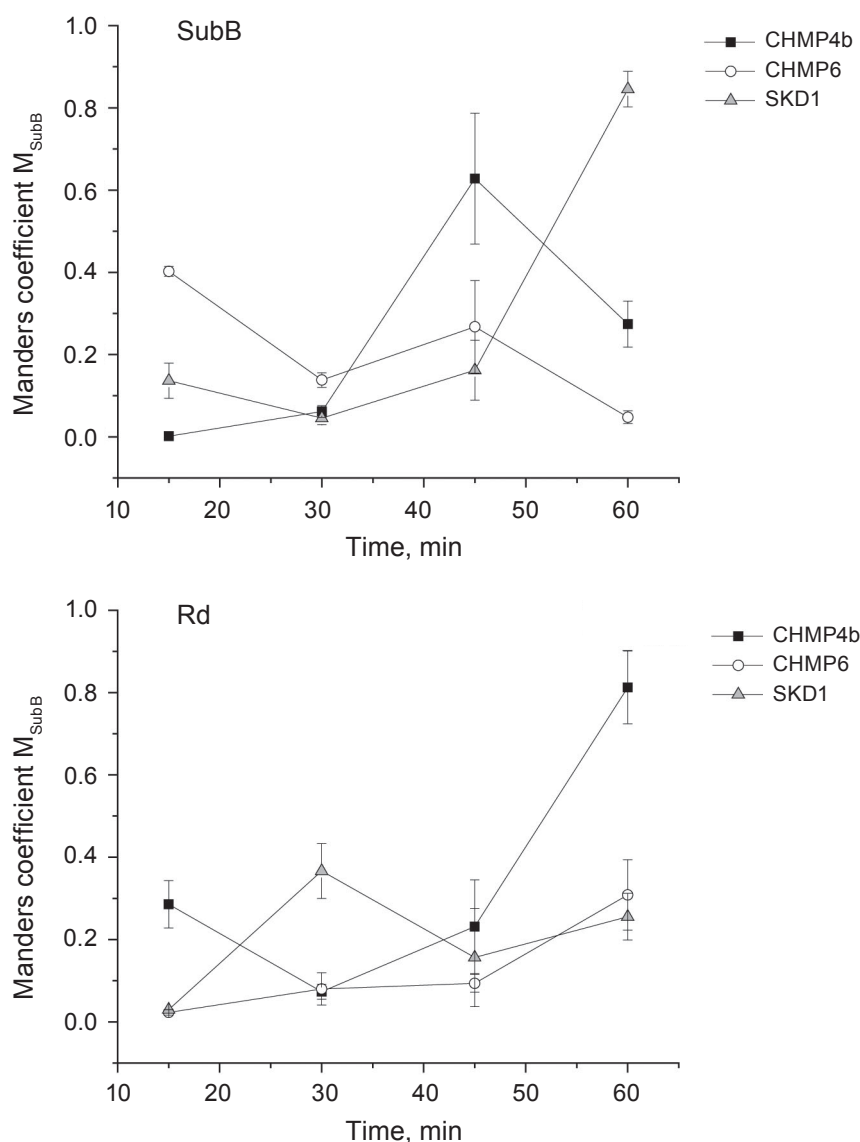 SubB
CHMP4b
CHMP6
SKD1
1.0
0.8
0.6
0.4
0.2
0.0
Manders coefficient M_SubB
10 20 30 40 50 60
Time, min
Rd
CHMP4b
CHMP6
SKD1
1.0
0.8
0.6
0.4
0.2
0.0
Manders coefficient M_SubB
10 20 30 40 50 60
Time, min